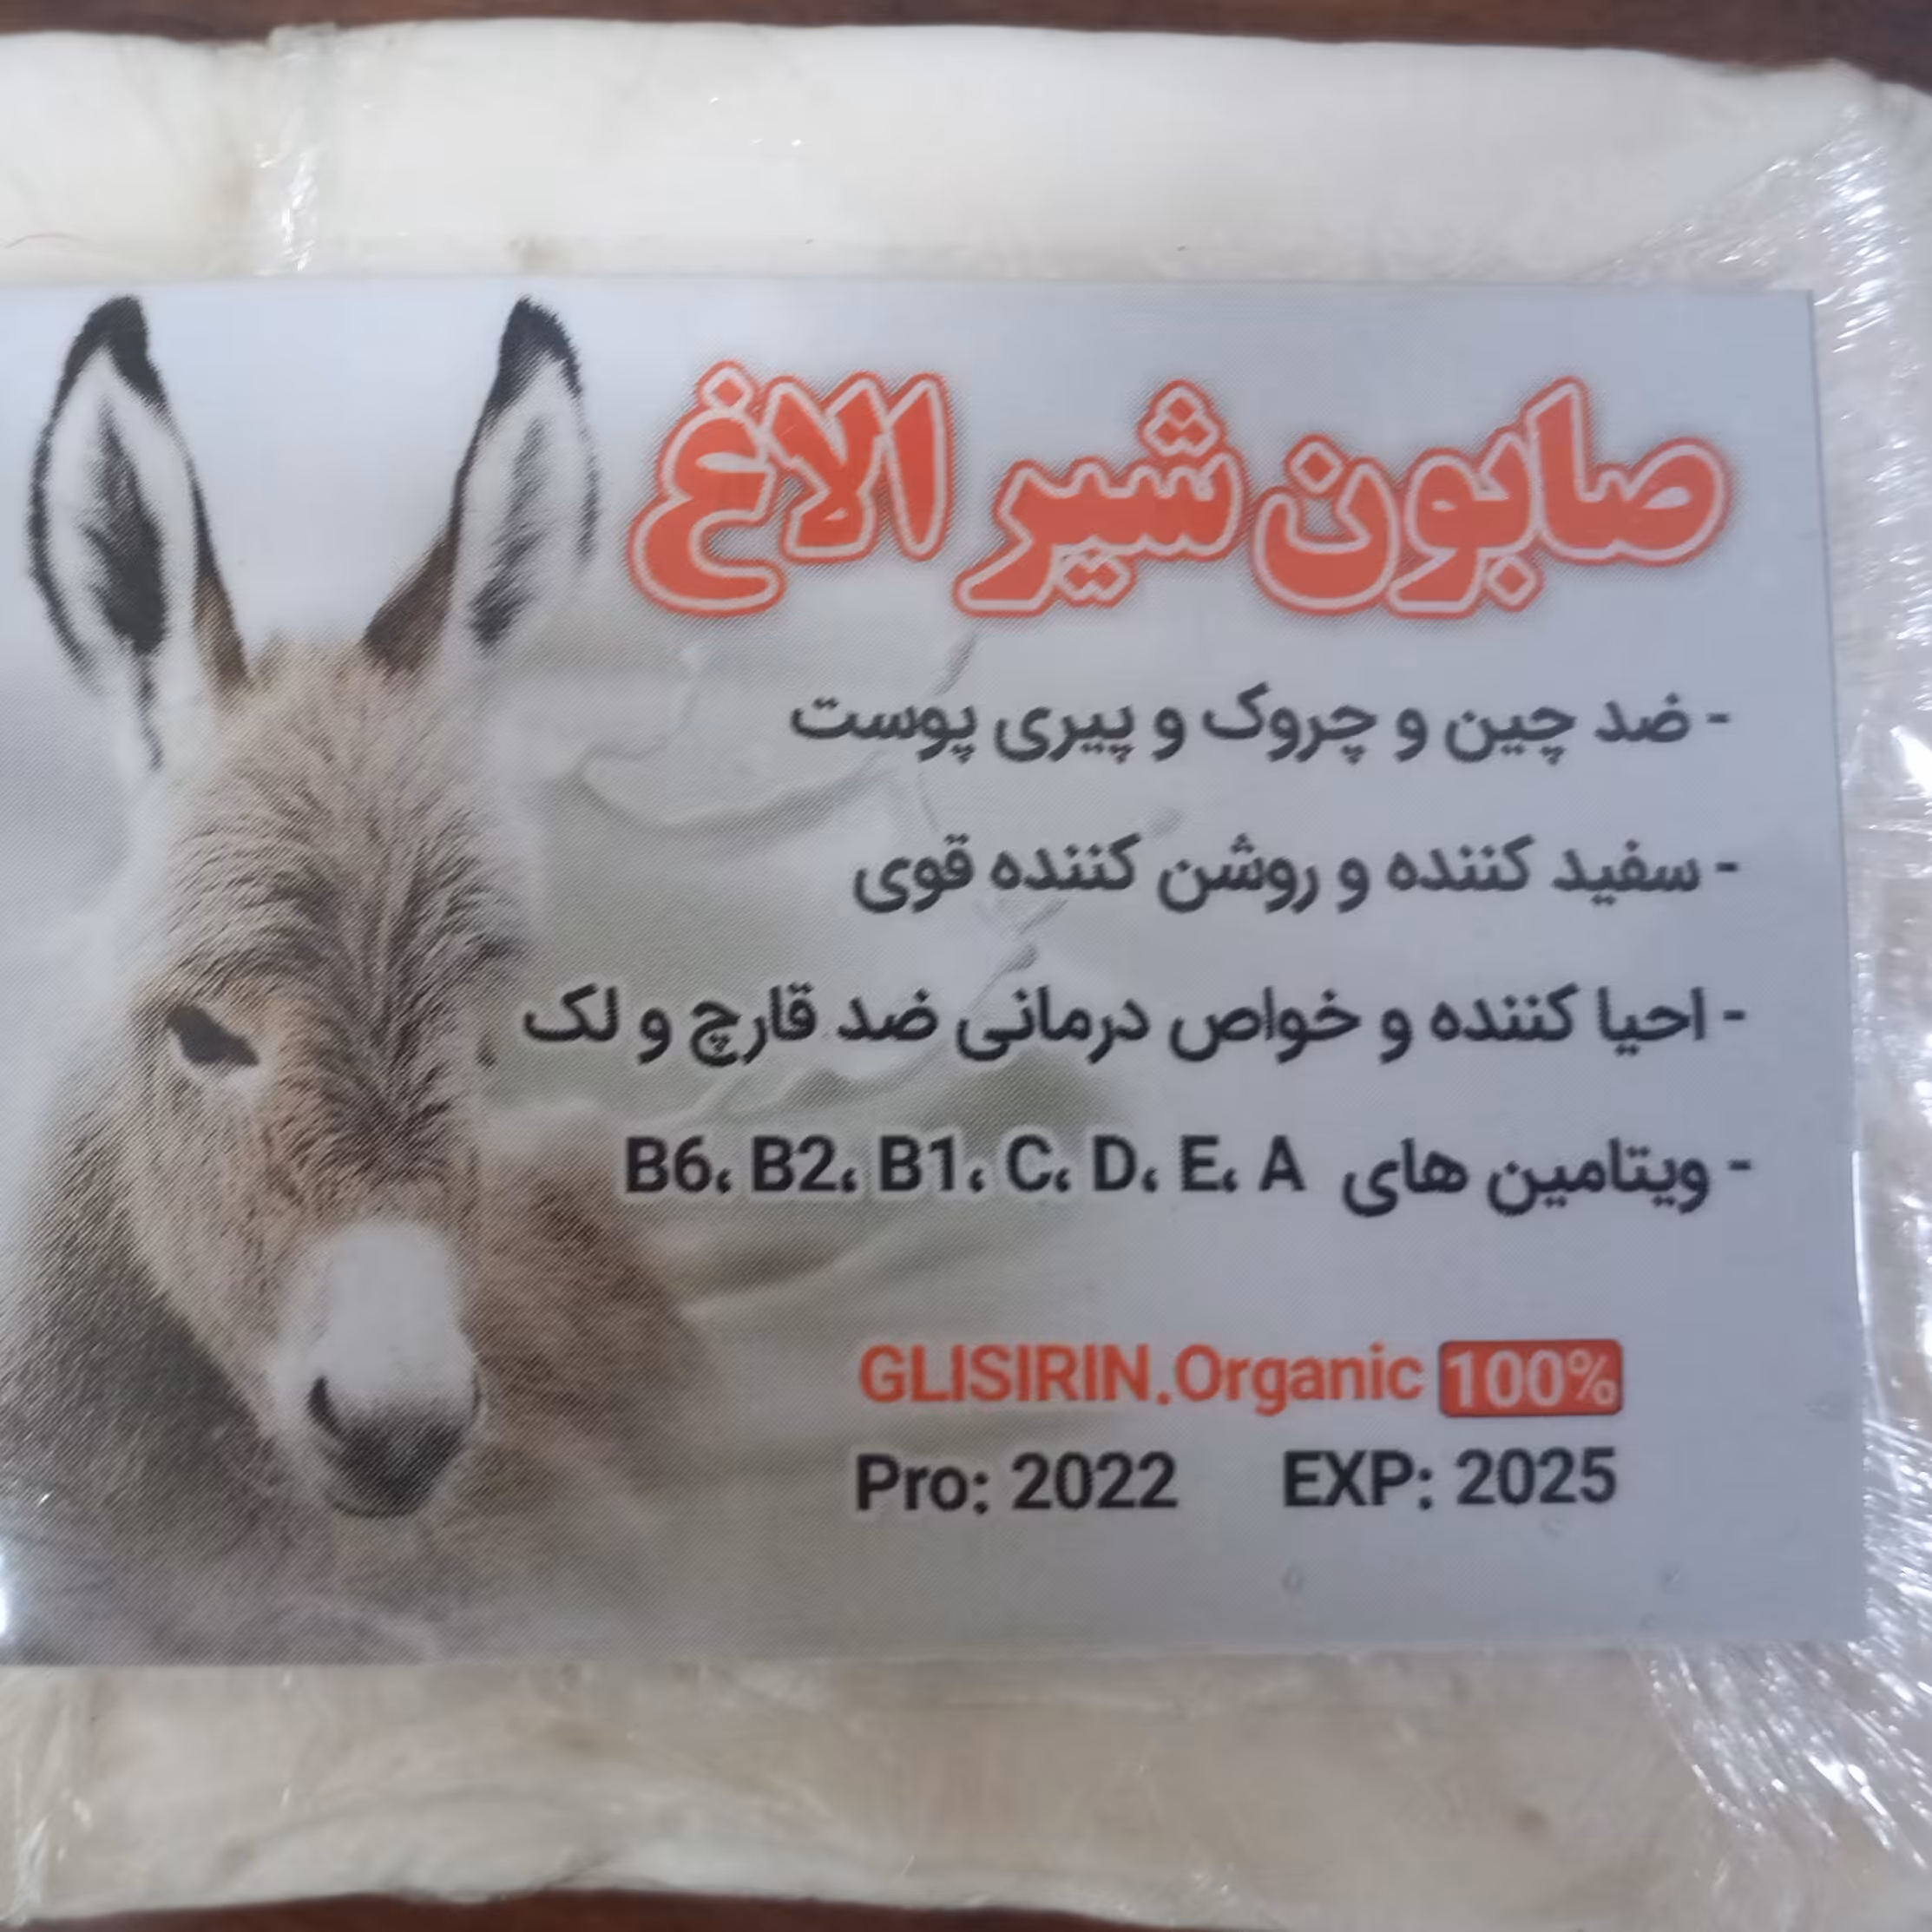 صابون شیر الاغ
- ضد چین و چروک و پیری پوست
- سفید کننده و روشن کننده قوی
- احیا کننده و خواص درمانی ضد قارچ و لک
- ویتامین های B6، B2، B1، C، D، E، A
GLISIRIN.Organic 100%
Pro: 2022 EXP: 2025